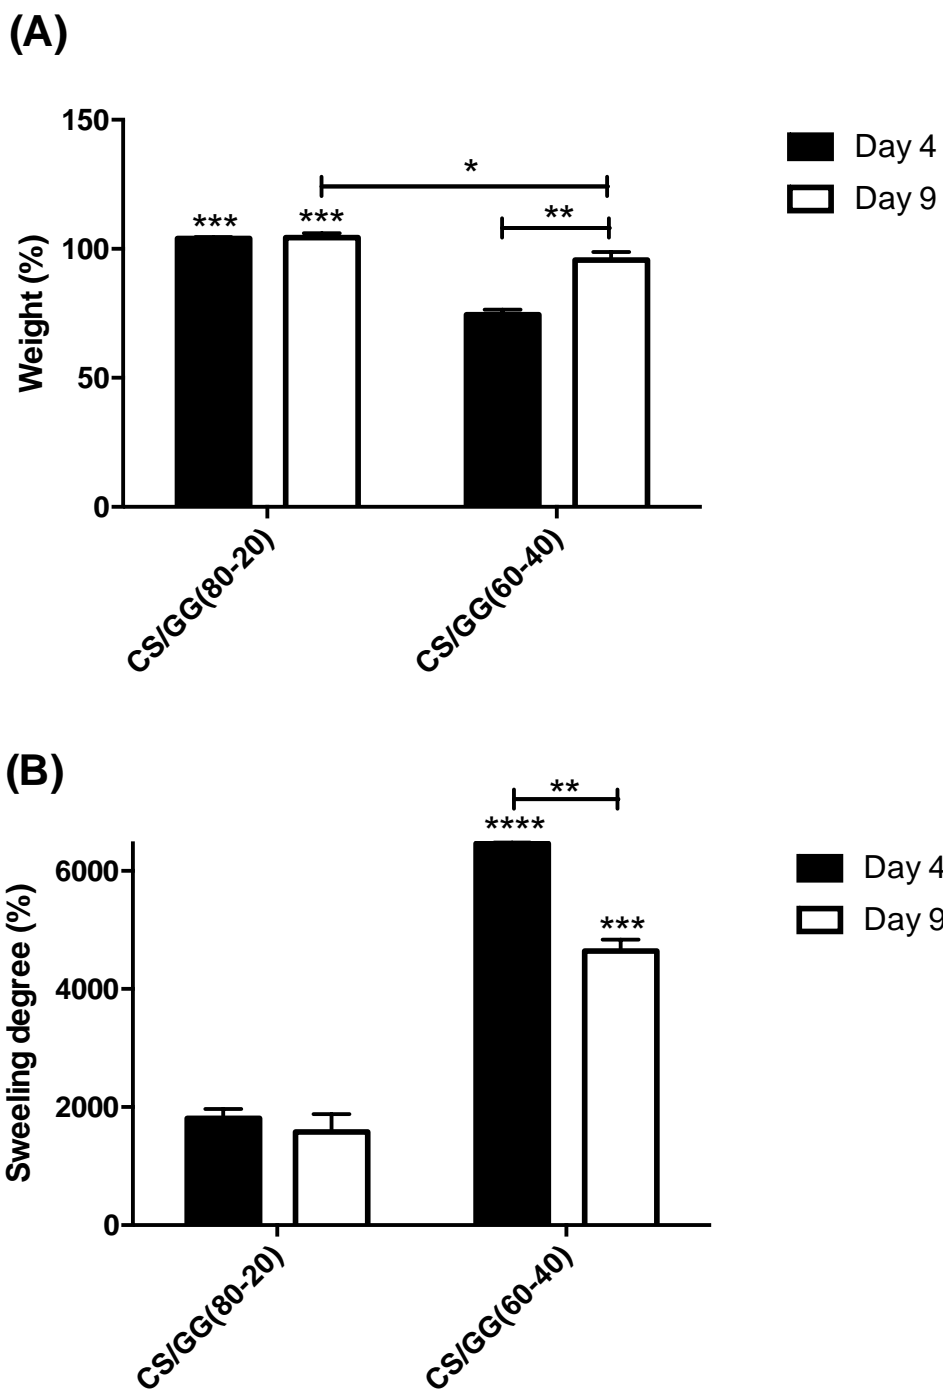 (A)
150
100
50
0
Weight (%)
*
**
***
***
Day 4
Day 9
CS/GG(80-20)
CS/GG(60-40)
(B)
6000
4000
2000
0
Sweeling degree (%)
**
****
***
Day 4
Day 9
CS/GG(80-20)
CS/GG(60-40)